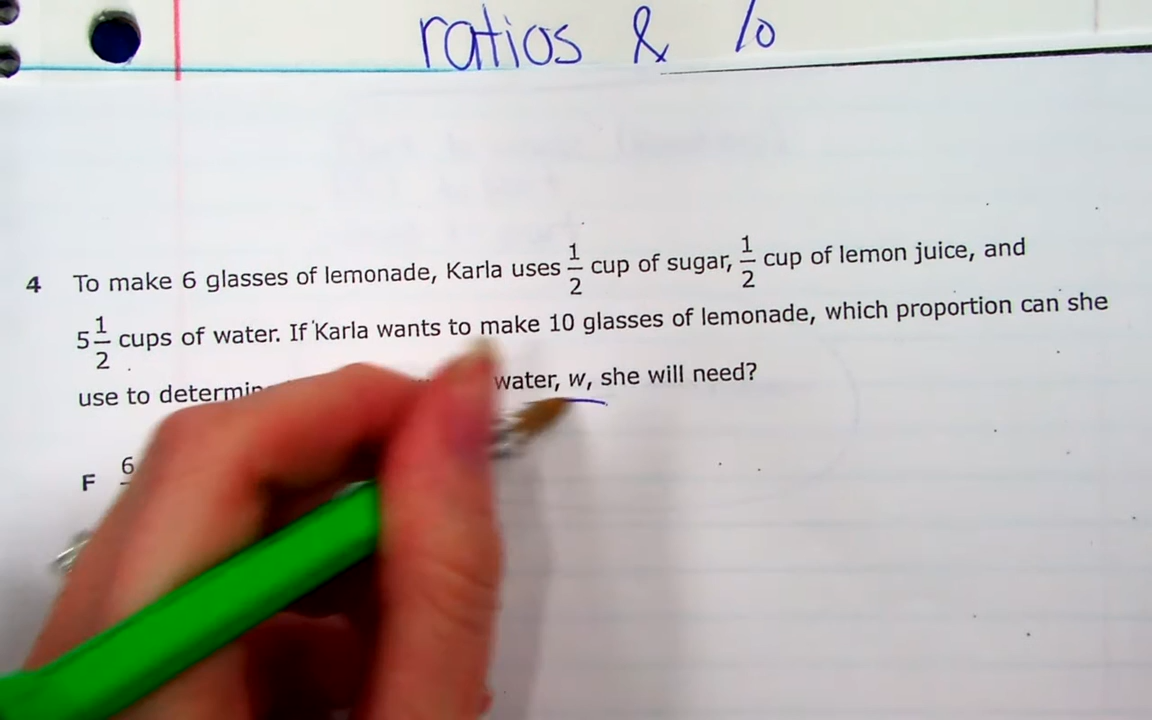 ratios &
4 To make 6 glasses of lemonade, Karla uses 1/2 cup of sugar, 1/2 cup of lemon juice, and
5 1/2 cups of water. If Karla wants to make 10 glasses of lemonade, which proportion can she
use to water, w, she will need?
F 6